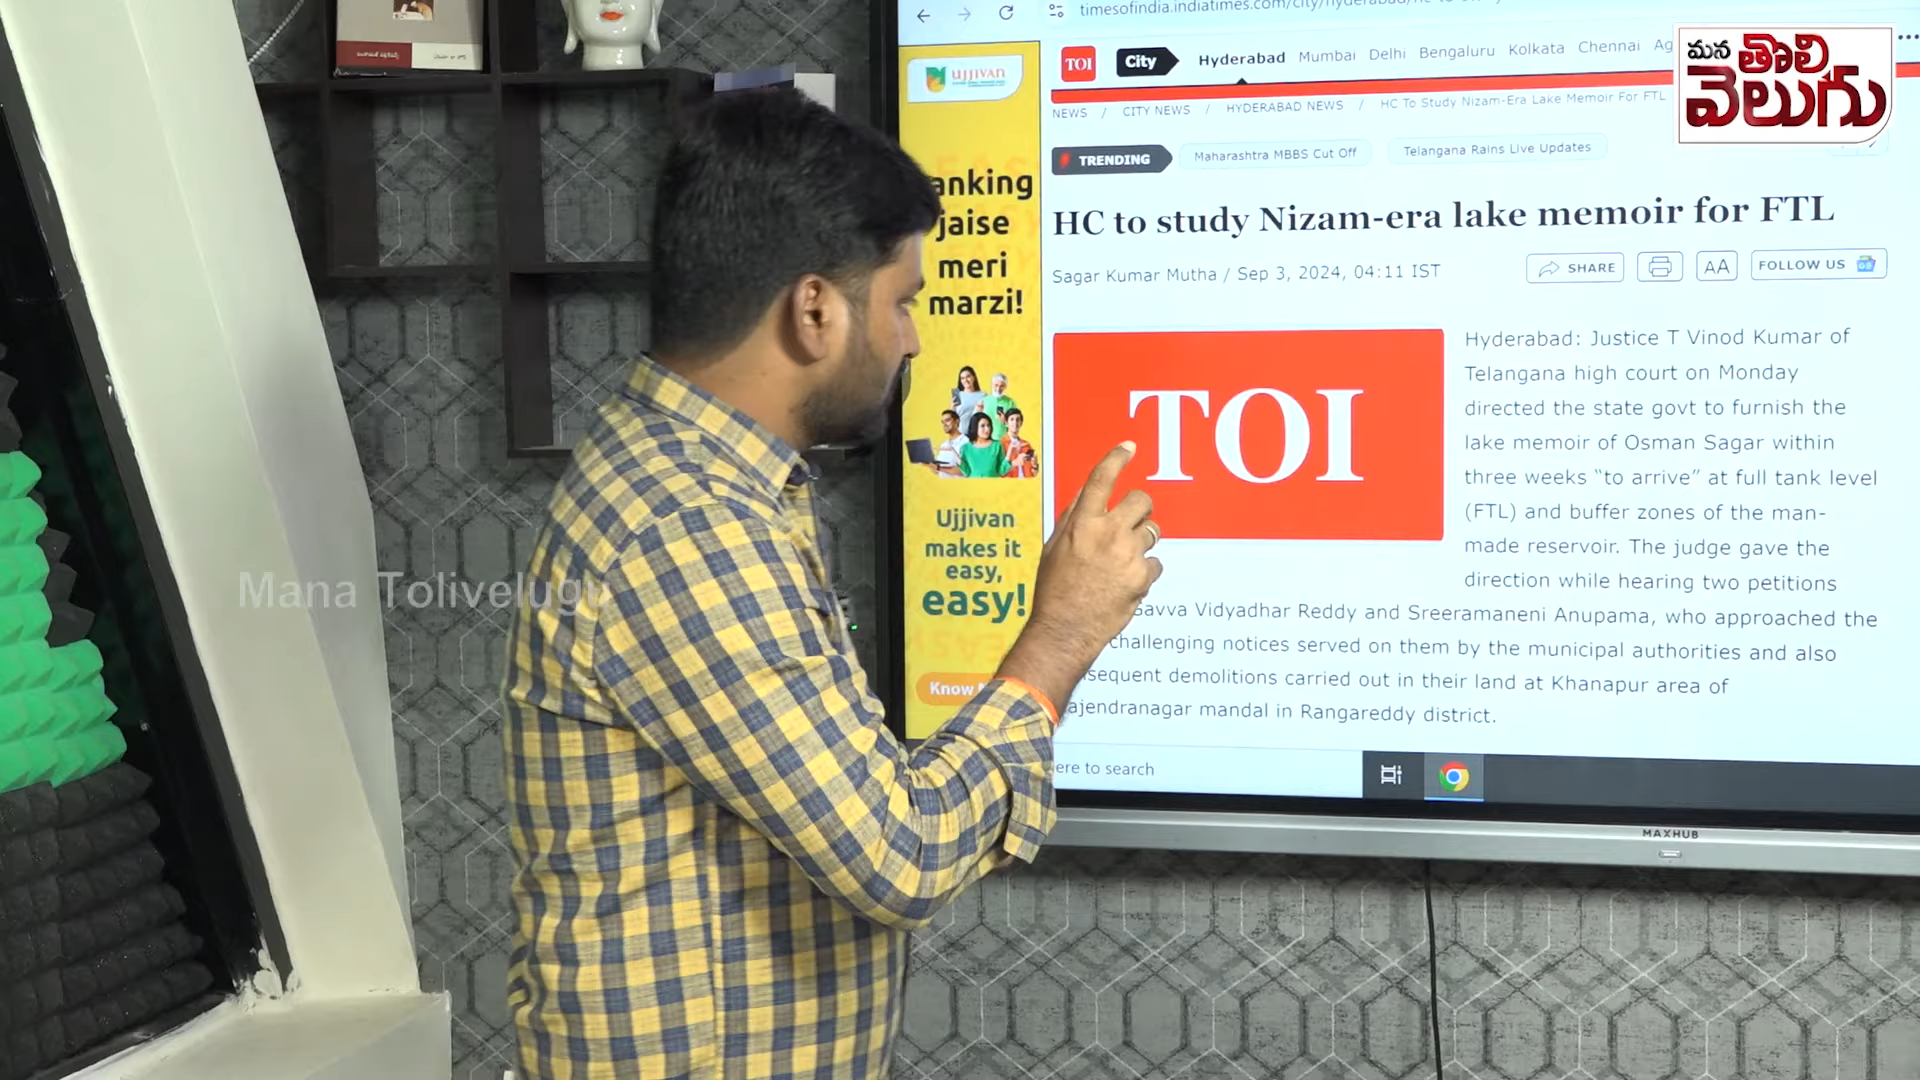 timesofindia.indiatimes.com/city/hyderabad/hc-to-
TOI City Hyderabad Mumbai Delhi Bengaluru Kolkata Chennai
మన తొలి
వెలుగు
NEWS / CITY NEWS / HYDERABAD NEWS / HC To Study Nizam-Era Lake Memoir For FTL
TRENDING Maharashtra MBBS Cut Off Telangana Rains Live Updates
HC to study Nizam-era lake memoir for FTL
Sagar Kumar Mutha / Sep 3, 2024, 04:11 IST
SHARE AA FOLLOW US
TOI
Hyderabad: Justice T Vinod Kumar of
Telangana high court on Monday
directed the state govt to furnish the
lake memoir of Osman Sagar within
three weeks “to arrive” at full tank level
(FTL) and buffer zones of the man-
made reservoir. The judge gave the
direction while hearing two petitions
Gavva Vidyadhar Reddy and Sreeramaneni Anupama, who approached the
challenging notices served on them by the municipal authorities and also
sequent demolitions carried out in their land at Khanapur area of
ajendranagar mandal in Rangareddy district.
ere to search
MAXHUB
UJJIVAN
anking
jaise
meri
marzi!
Ujjivan
makes it
easy,
easy!
Know
Mana Tolivelugu